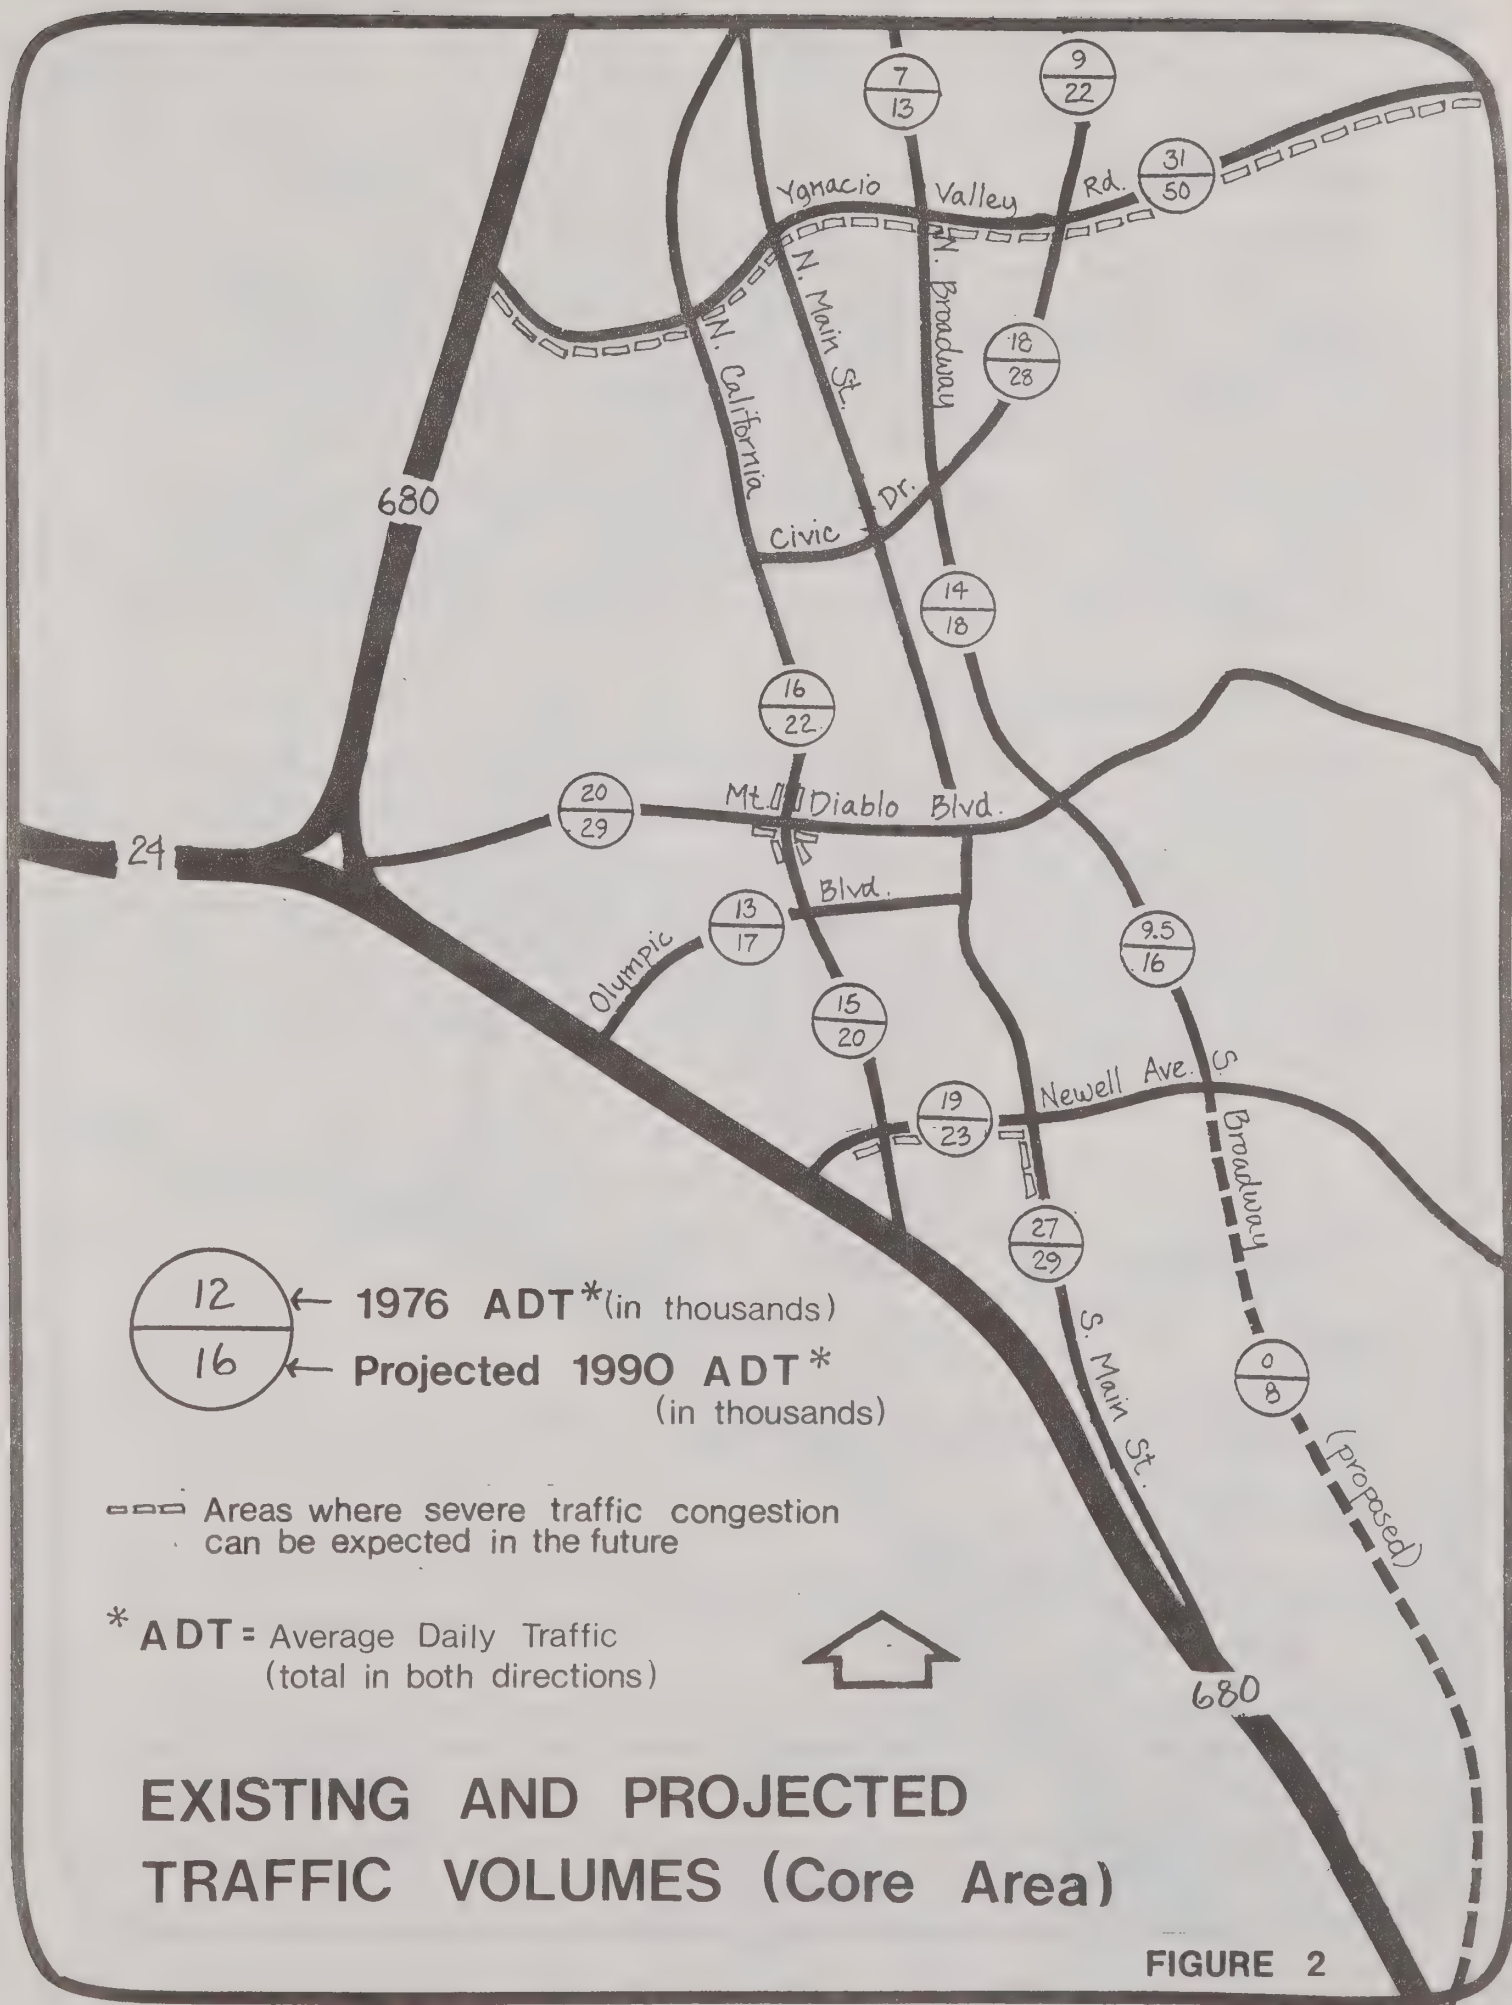 7
13
9
22
31
50
Ygnacio Valley Rd.
N. California
N. Main St.
N. Broadway
18
28
680
Civic Dr.
14
18
16
22
Mt. Diablo Blvd.
20
29
24
Olympic Blvd.
13
17
9.5
16
15
20
Newell Ave.
19
23
S. Broadway
(proposed)
27
29
0
8
S. Main St.
680
12 ← 1976 ADT* (in thousands)
16 ← Projected 1990 ADT*
(in thousands)
Areas where severe traffic congestion
can be expected in the future
* ADT = Average Daily Traffic
(total in both directions)
EXISTING AND PROJECTED
TRAFFIC VOLUMES (Core Area)
FIGURE 2